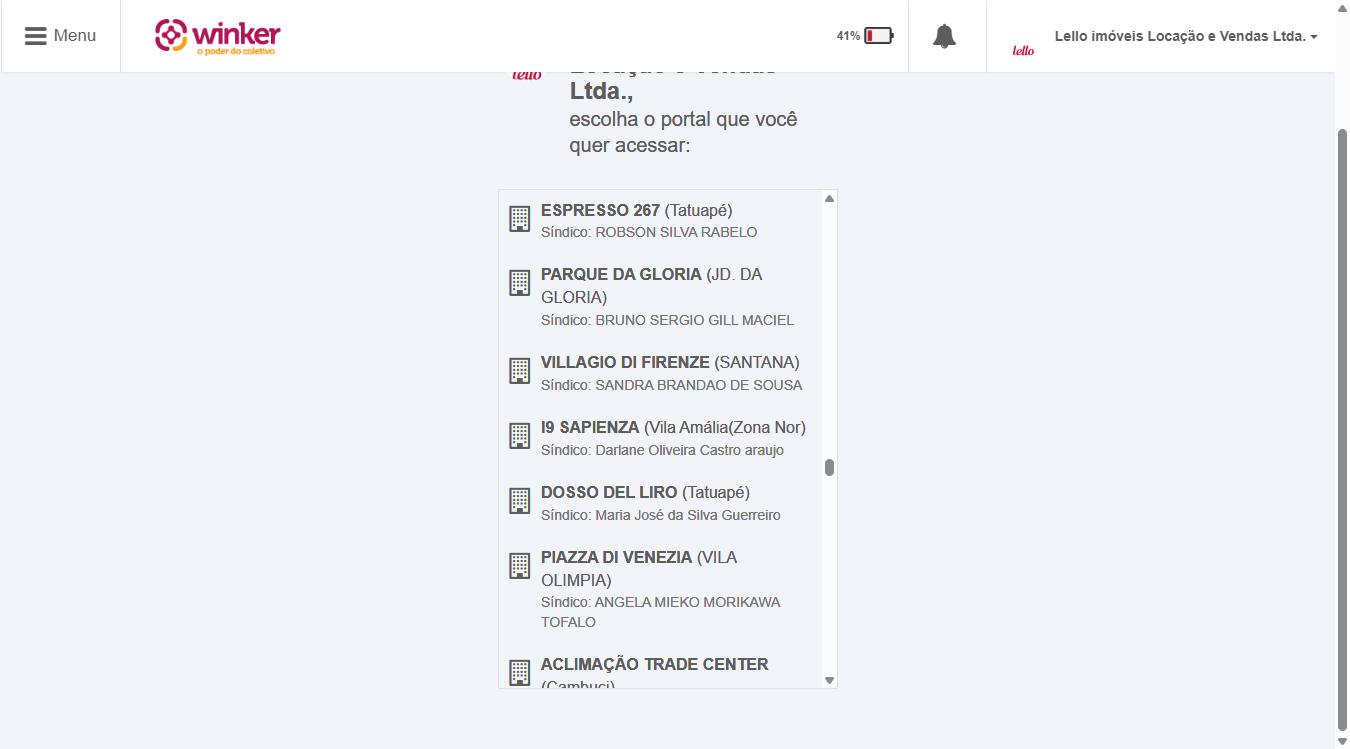 Menu
winker
o poder do coletivo
41%
lello
Lello imóveis Locação e Vendas Ltda.
lello
Locação e Vendas
Ltda.,
escolha o portal que você
quer acessar:
ESPRESSO 267 (Tatuapé)
Síndico: ROBSON SILVA RABELO
PARQUE DA GLORIA (JD. DA
GLORIA)
Síndico: BRUNO SERGIO GILL MACIEL
VILLAGIO DI FIRENZE (SANTANA)
Síndico: SANDRA BRANDAO DE SOUSA
I9 SAPIENZA (Vila Amália(Zona Nor)
Síndico: Darlane Oliveira Castro araujo
DOSSO DEL LIRO (Tatuapé)
Síndico: Maria José da Silva Guerreiro
PIAZZA DI VENEZIA (VILA
OLIMPIA)
Síndico: ANGELA MIEKO MORIKAWA
TOFALO
ACLIMAÇÃO TRADE CENTER
(Cambuci)